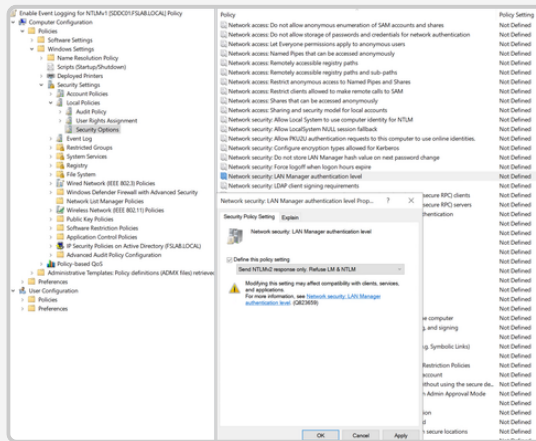 Enable Event Logging for NTLMv1 [SDDC01.FSLAB.LOCAL] Policy
Computer Configuration
Policies
Software Settings
Windows Settings
Name Resolution Policy
Scripts (Startup/Shutdown)
Deployed Printers
Security Settings
Account Policies
Local Policies
Audit Policy
User Rights Assignment
Security Options
Event Log
Restricted Groups
System Services
Registry
File System
Wired Network (IEEE 802.3) Policies
Windows Defender Firewall with Advanced Security
Network List Manager Policies
Wireless Network (IEEE 802.11) Policies
Public Key Policies
Software Restriction Policies
Application Control Policies
IP Security Policies on Active Directory (FSLAB.LOCAL)
Advanced Audit Policy Configuration
Policy-based QoS
Administrative Templates: Policy definitions (ADMX files) retrieve
Preferences
User Configuration
Policies
Preferences
Policy Policy Setting
Network access: Do not allow anonymous enumeration of SAM accounts and shares Not Defined
Network access: Do not allow storage of passwords and credentials for network authentication Not Defined
Network access: Let Everyone permissions apply to anonymous users Not Defined
Network access: Named Pipes that can be accessed anonymously Not Defined
Network access: Remotely accessible registry paths Not Defined
Network access: Remotely accessible registry paths and sub-paths Not Defined
Network access: Restrict anonymous access to Named Pipes and Shares Not Defined
Network access: Restrict clients allowed to make remote calls to SAM Not Defined
Network access: Shares that can be accessed anonymously Not Defined
Network access: Sharing and security model for local accounts Not Defined
Network security: Allow Local System to use computer identity for NTLM Not Defined
Network security: Allow LocalSystem NULL session fallback Not Defined
Network security: Allow PKU2U authentication requests to this computer to use online identities. Not Defined
Network security: Configure encryption types allowed for Kerberos Not Defined
Network security: Do not store LAN Manager hash value on next password change Not Defined
Network security: Force logoff when logon hours expire Not Defined
Network security: LAN Manager authentication level Not Defined
Network security: LDAP client signing requirements Not Defined
secure RPC) clients Not Defined
secure RPC) servers Not Defined
hentication Not Defined
Not Defined
Not Defined
Not Defined
Not Defined
Not Defined
Not Defined
Not Defined
Not Defined
e computer Not Defined
g, and signing Not Defined
Not Defined
.g. Symbolic Links) Not Defined
Not Defined
Restriction Policies Not Defined
account Not Defined
ithout using the secure de... Not Defined
n Admin Approval Mode Not Defined
Not Defined
ion Not Defined
d Not Defined
n secure locations Not Defined
Network security: LAN Manager authentication level Prop... ? ×
Security Policy Setting Explain
Network security: LAN Manager authentication level
Define this policy setting
Send NTLMv2 response only. Refuse LM & NTLM
Modifying this setting may affect compatibility with clients, services,
and applications.
For more information, see Network security: LAN Manager
authentication level. (Q823659)
OK Cancel Apply